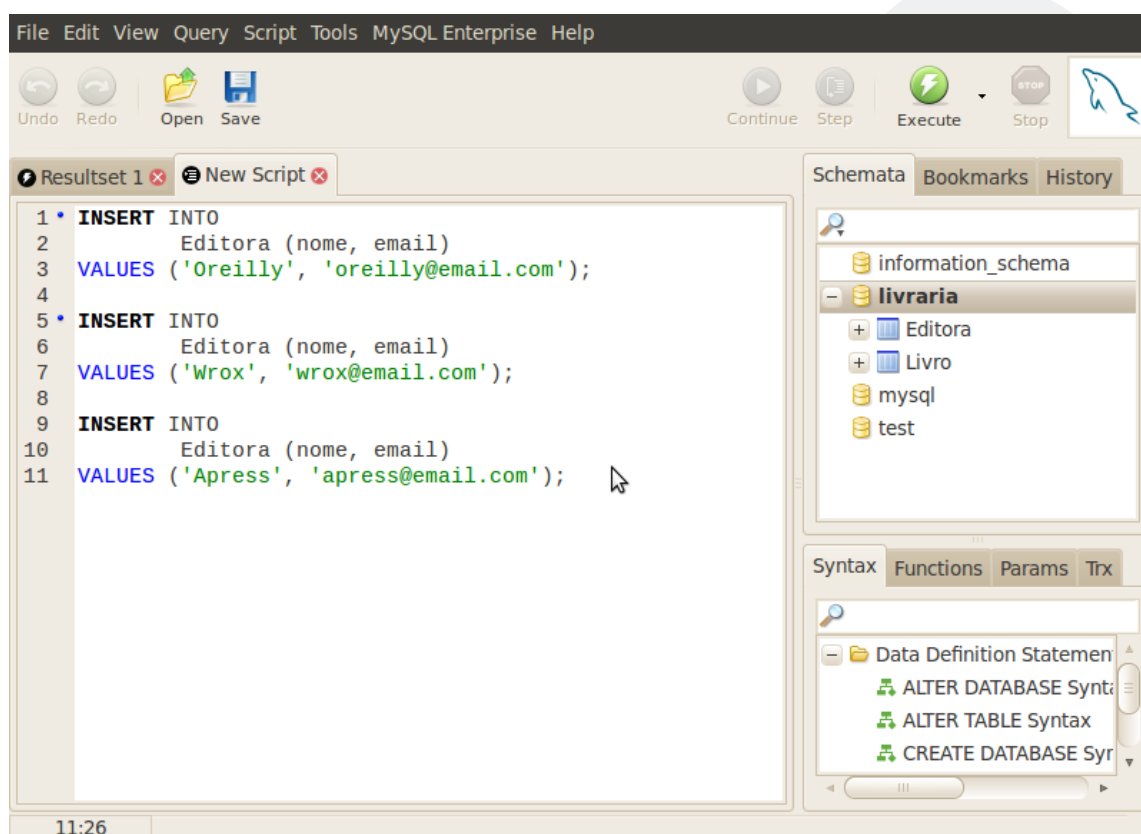 File Edit View Query Script Tools MySQL Enterprise Help
Undo Redo Open Save Continue Step Execute STOP Stop
Resultset 1 New Script
1 INSERT INTO
2 Editora (nome, email)
3 VALUES ('Oreilly', 'oreilly@email.com');
4
5 INSERT INTO
6 Editora (nome, email)
7 VALUES ('Wrox', 'wrox@email.com');
8
9 INSERT INTO
10 Editora (nome, email)
11 VALUES ('Apress', 'apress@email.com');
Schemata Bookmarks History
information_schema
livraria
Editora
Livro
mysql
test
Syntax Functions Params Trx
Data Definition Statemen
ALTER DATABASE Synta
ALTER TABLE Syntax
CREATE DATABASE Syr
11:26